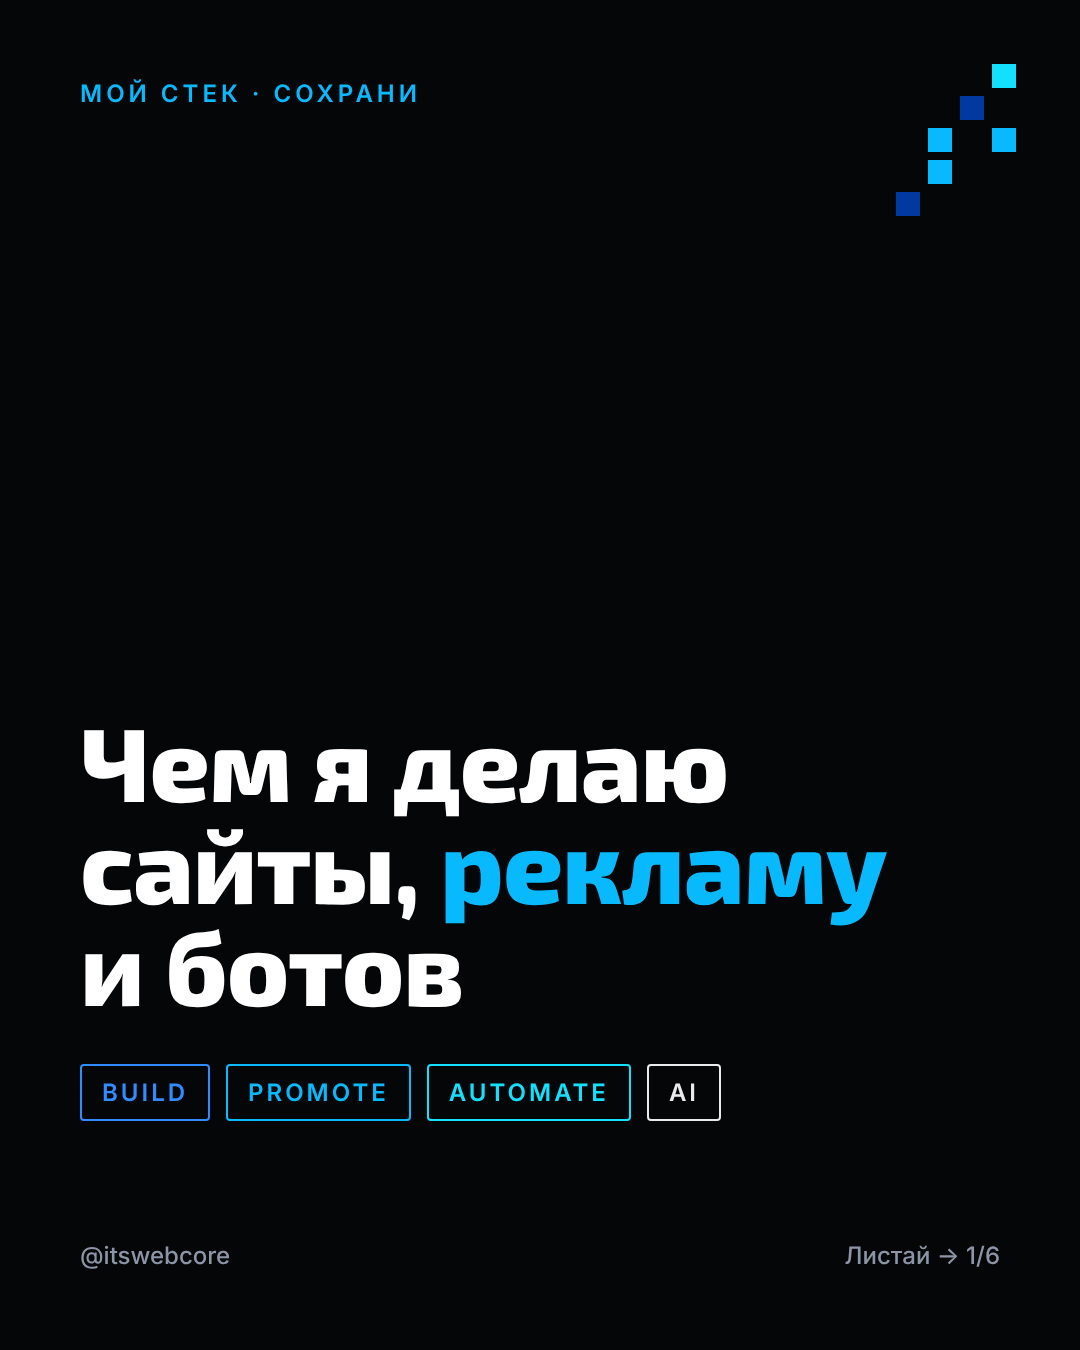 МОЙ СТЕК · СОХРАНИ
Чем я делаю
сайты, рекламу
и ботов
BUILD PROMOTE AUTOMATE AI
@itswebcore
Листай → 1/6